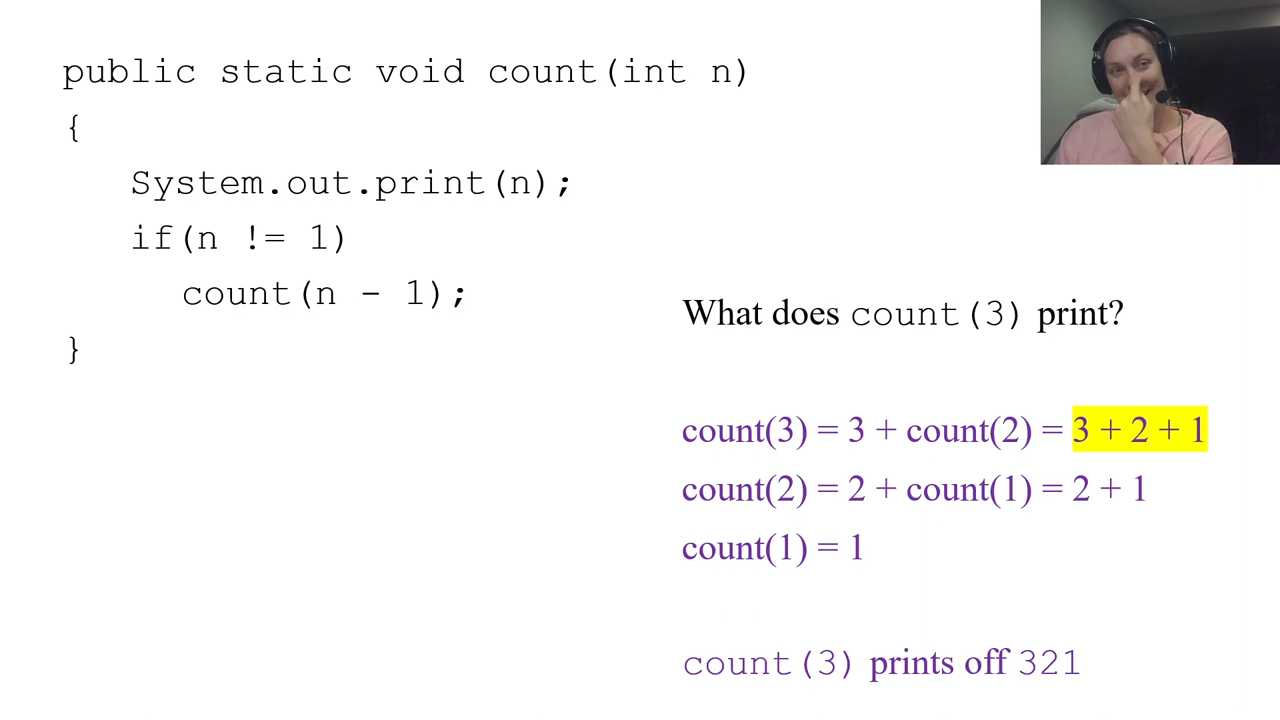 public static void count(int n)
{
System.out.print(n);
if(n != 1)
count(n - 1);
}
What does count(3) print?
count(3) = 3 + count(2) = 3 + 2 + 1
count(2) = 2 + count(1) = 2 + 1
count(1) = 1
count(3) prints off 321